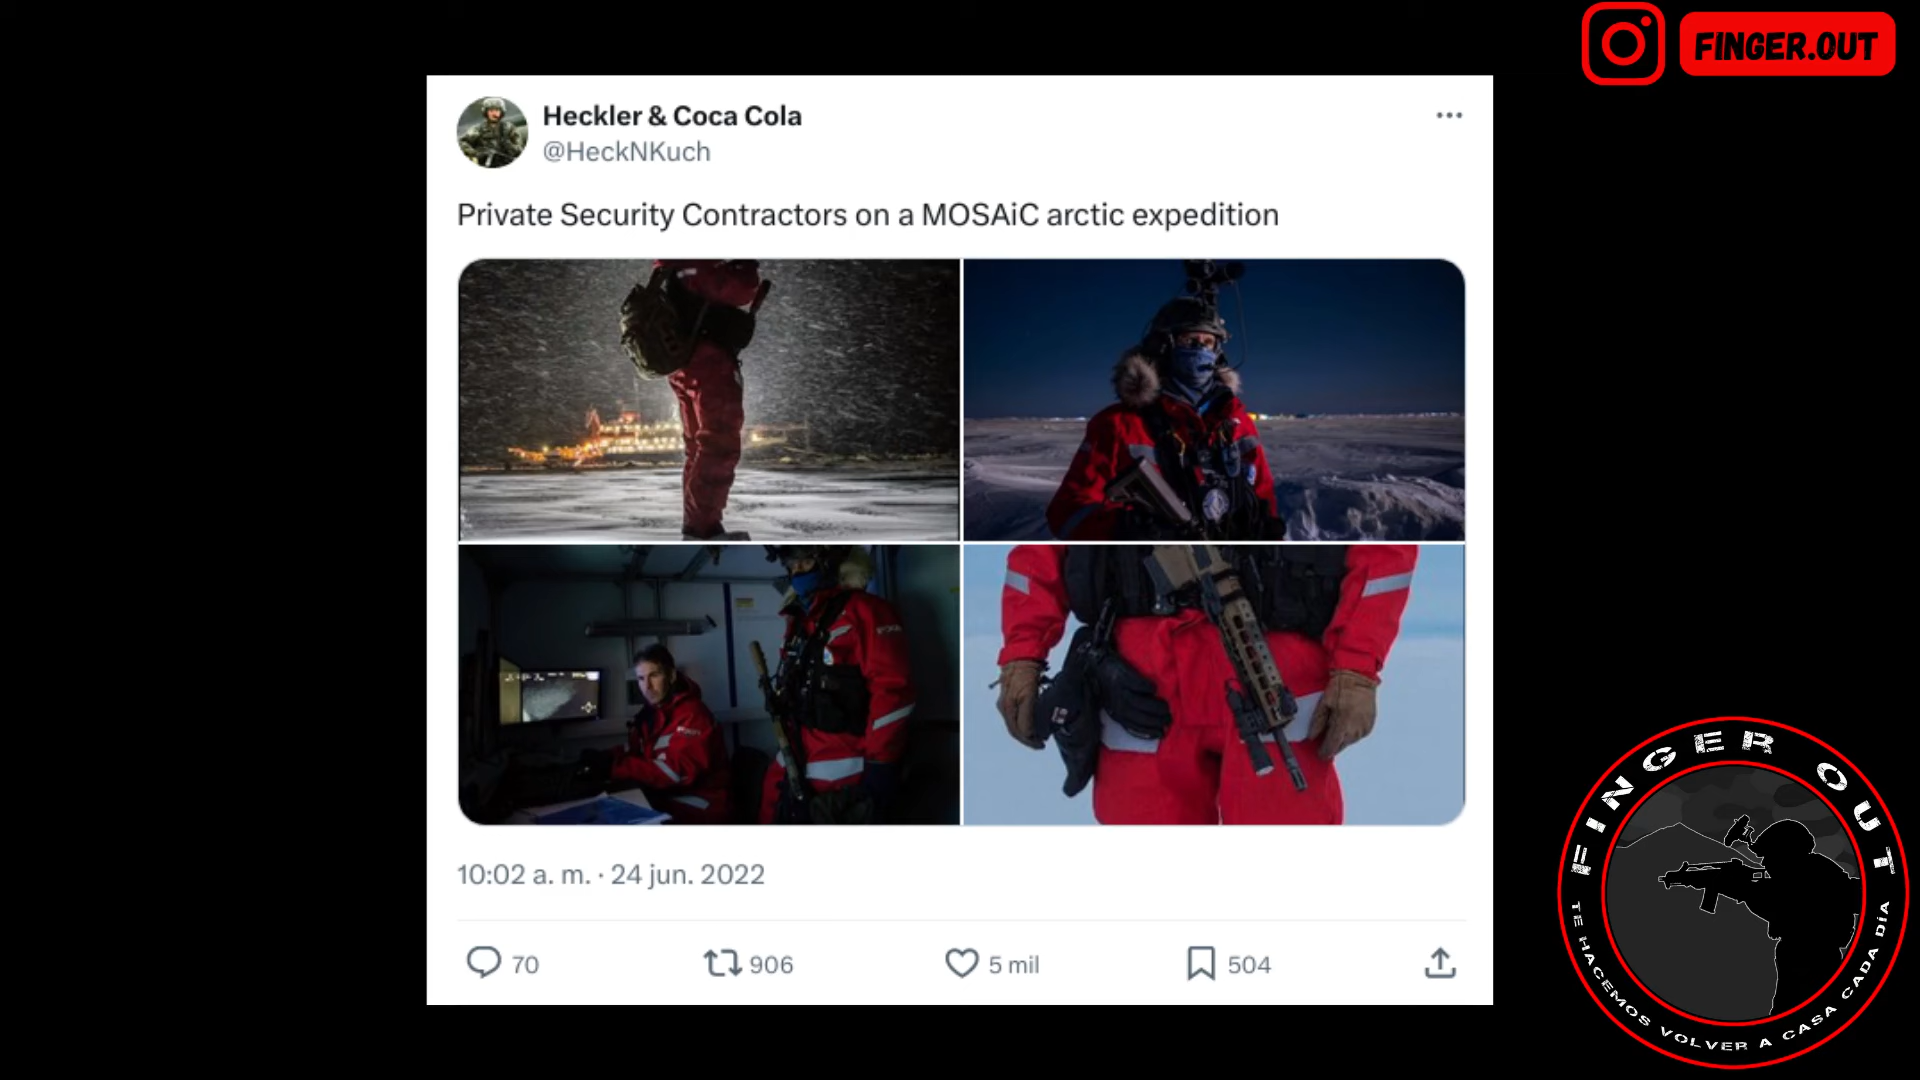 FINGER.OUT
Heckler & Coca Cola
@HeckNKuch
Private Security Contractors on a MOSAiC arctic expedition
10:02 a. m. · 24 jun. 2022
70
906
5 mil
504
FINGER OUT
TE HACEMOS VOLVER A CASA CADA DÍA